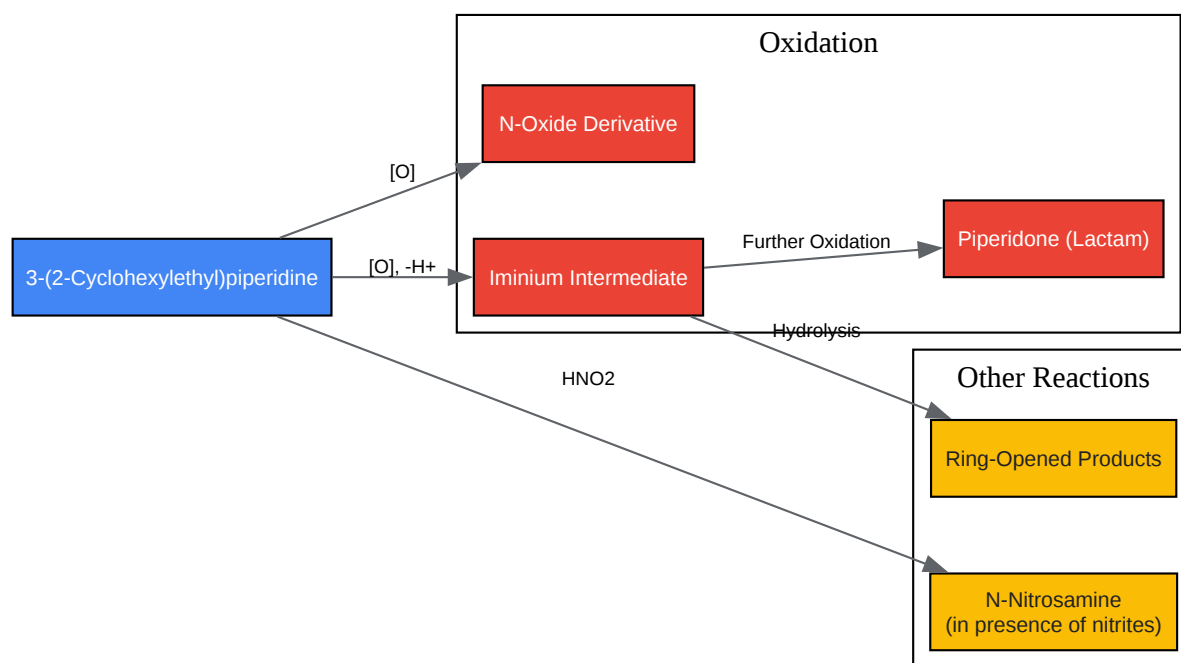 Oxidation
N-Oxide Derivative
[O]
Piperidone (Lactam)
Further Oxidation
3-(2-Cyclohexylethyl)piperidine
[O], -H+
Iminium Intermediate
Hydrolysis
Other Reactions
HNO2
Ring-Opened Products
N-Nitrosamine
(in presence of nitrites)